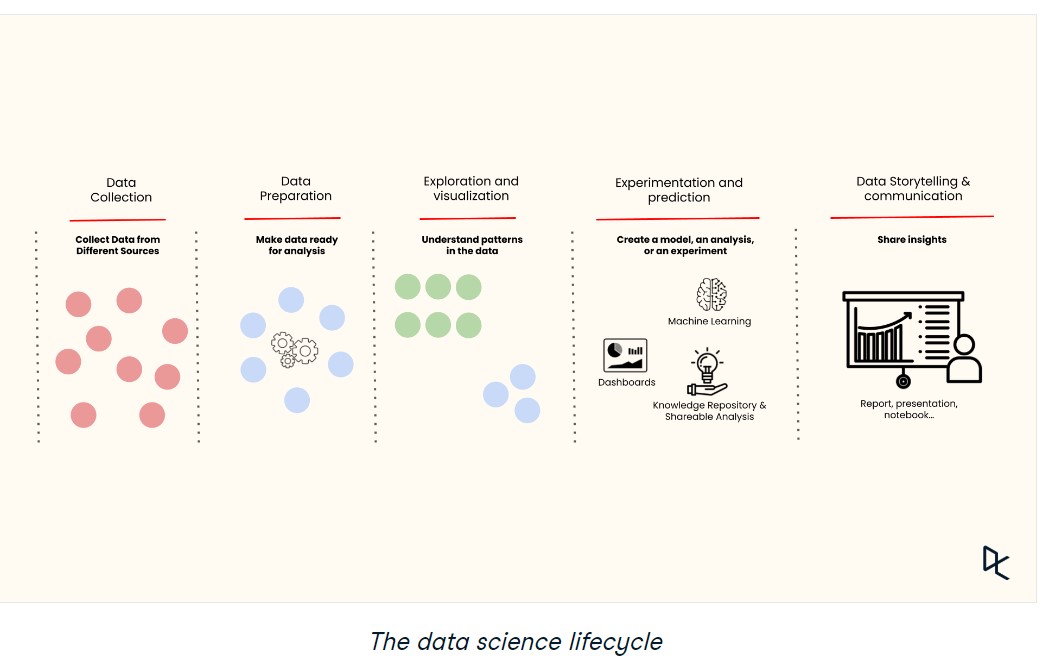 Data
Collection
Collect Data from
Different Sources
Data
Preparation
Make data ready
for analysis
Exploration and
visualization
Understand patterns
in the data
Experimentation and
prediction
Create a model, an analysis,
or an experiment
Machine Learning
Dashboards
Knowledge Repository &
Shareable Analysis
Data Storytelling &
communication
Share insights
Report, presentation,
notebook...
The data science lifecycle